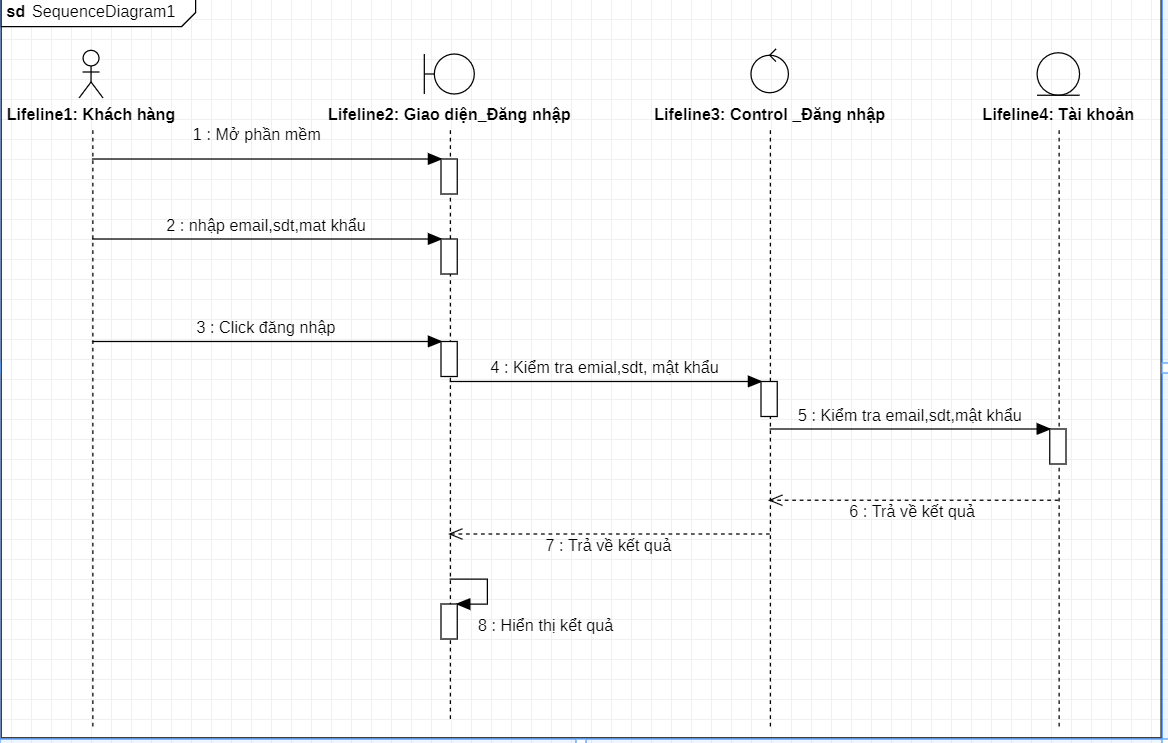 sd SequenceDiagram1
Lifeline1: Khách hàng
Lifeline2: Giao diện_Đăng nhập
Lifeline3: Control _Đăng nhập
Lifeline4: Tài khoản
1 : Mở phần mềm
2 : nhập email,sdt,mat khẩu
3 : Click đăng nhập
4 : Kiểm tra emial,sdt, mật khẩu
5 : Kiểm tra email,sdt,mật khẩu
6 : Trả về kết quả
7 : Trả về kết quả
8 : Hiển thị kểt quả